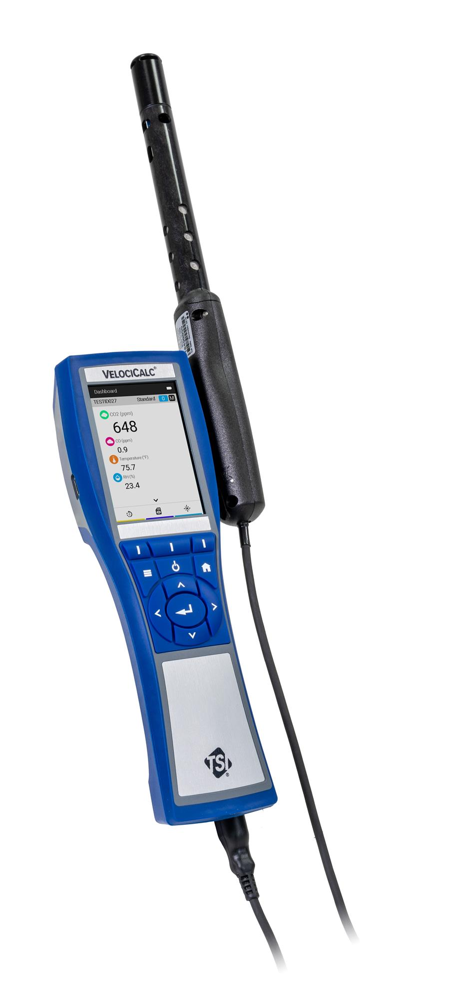 VELOCICALC®
Dashboard
TESTID027 Standard 0 M
CO2 (ppm)
648
CO (ppm)
0.9
Temperature (°F)
75.7
RH (%)
23.4
TSI
®